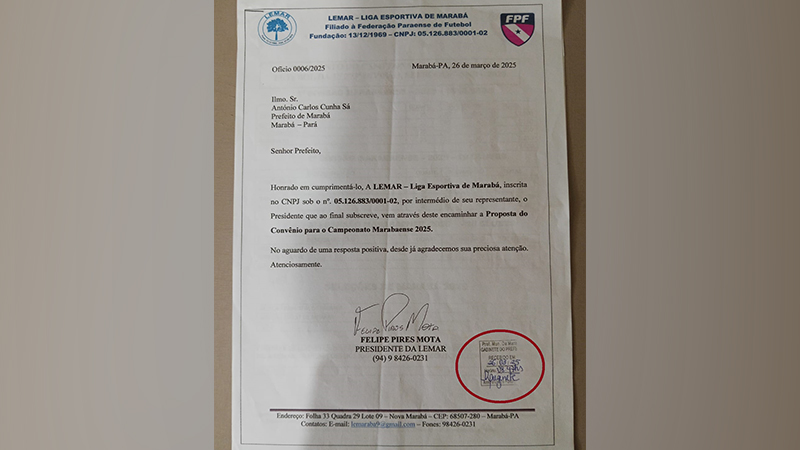 LEMAR
LEMAR – LIGA ESPORTIVA DE MARABÁ
Filiado à Federação Paraense de Futebol
Fundação: 13/12/1969 – CNPJ: 05.126.883/0001-02
FPF
Ofício 0006/2025
Marabá-PA, 26 de março de 2025
Ilmo. Sr.
Antônio Carlos Cunha Sá
Prefeito de Marabá
Marabá – Pará
Senhor Prefeito,
Honrado em cumprimentá-lo, A LEMAR – Liga Esportiva de Marabá, inscrita
no CNPJ sob o nº. 05.126.883/0001-02, por intermédio de seu representante, o
Presidente que ao final subscreve, vem através deste encaminhar a Proposta do
Convênio para o Campeonato Marabaense 2025.
No aguardo de uma resposta positiva, desde já agradecemos sua preciosa atenção.
Atenciosamente.
Felipe Pires Mota
FELIPE PIRES MOTA
PRESIDENTE DA LEMAR
(94) 9 8426-0231
GABINETE DO
RECEBIDO EM
Endereço: Folha 33 Quadra 29 Lote 09 – Nova Marabá – CEP: 68507-280 – Marabá-PA
Contatos: E-mail: lemaraba9@gmail.com – Fones: 98426-0231